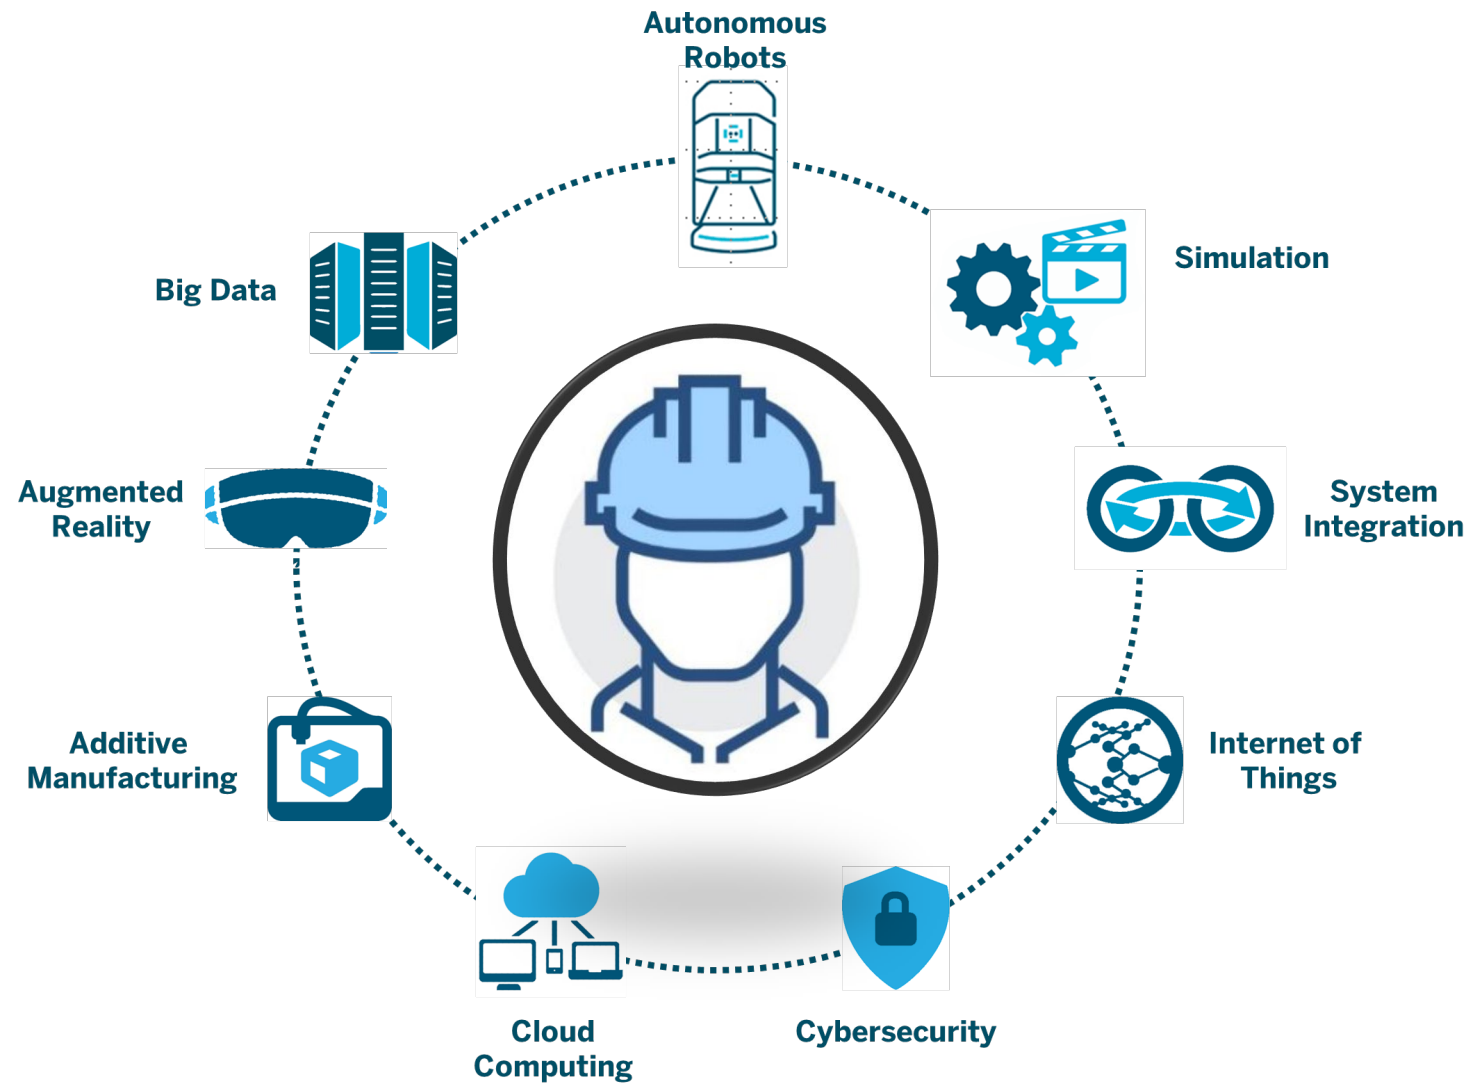 Autonomous
Robots
Simulation
Big Data
System
Integration
Augmented
Reality
Internet of
Things
Additive
Manufacturing
Cloud
Computing
Cybersecurity